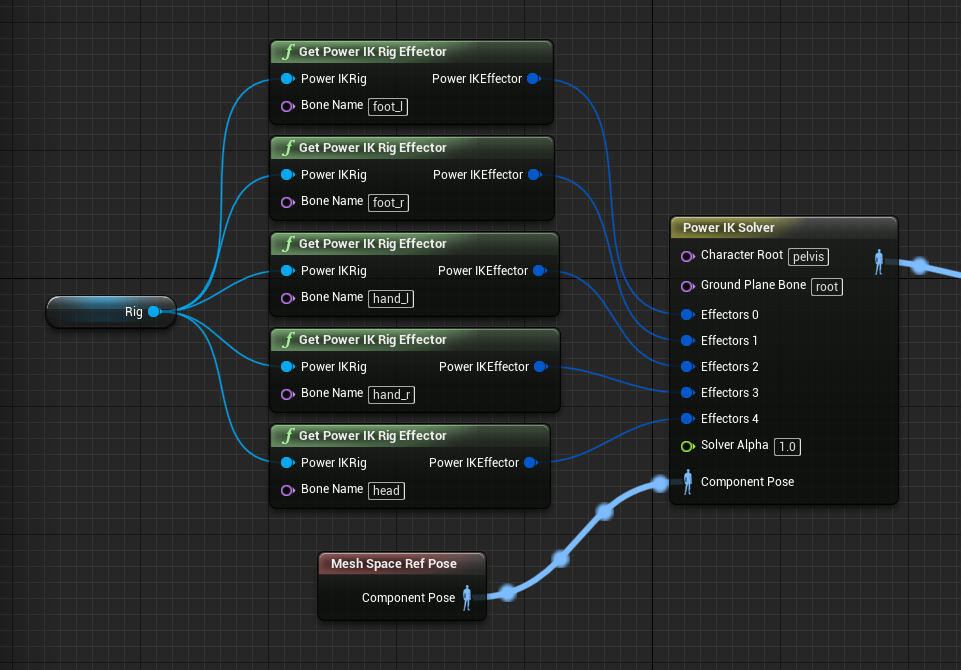 f Get Power IK Rig Effector
Power IKRig Power IKEffector
Bone Name foot_l
f Get Power IK Rig Effector
Power IKRig Power IKEffector
Bone Name foot_r
f Get Power IK Rig Effector
Power IKRig Power IKEffector
Bone Name hand_l
f Get Power IK Rig Effector
Power IKRig Power IKEffector
Bone Name hand_r
f Get Power IK Rig Effector
Power IKRig Power IKEffector
Bone Name head
Rig
Mesh Space Ref Pose
Component Pose
Power IK Solver
Character Root pelvis
Ground Plane Bone root
Effectors 0
Effectors 1
Effectors 2
Effectors 3
Effectors 4
Solver Alpha 1.0
Component Pose